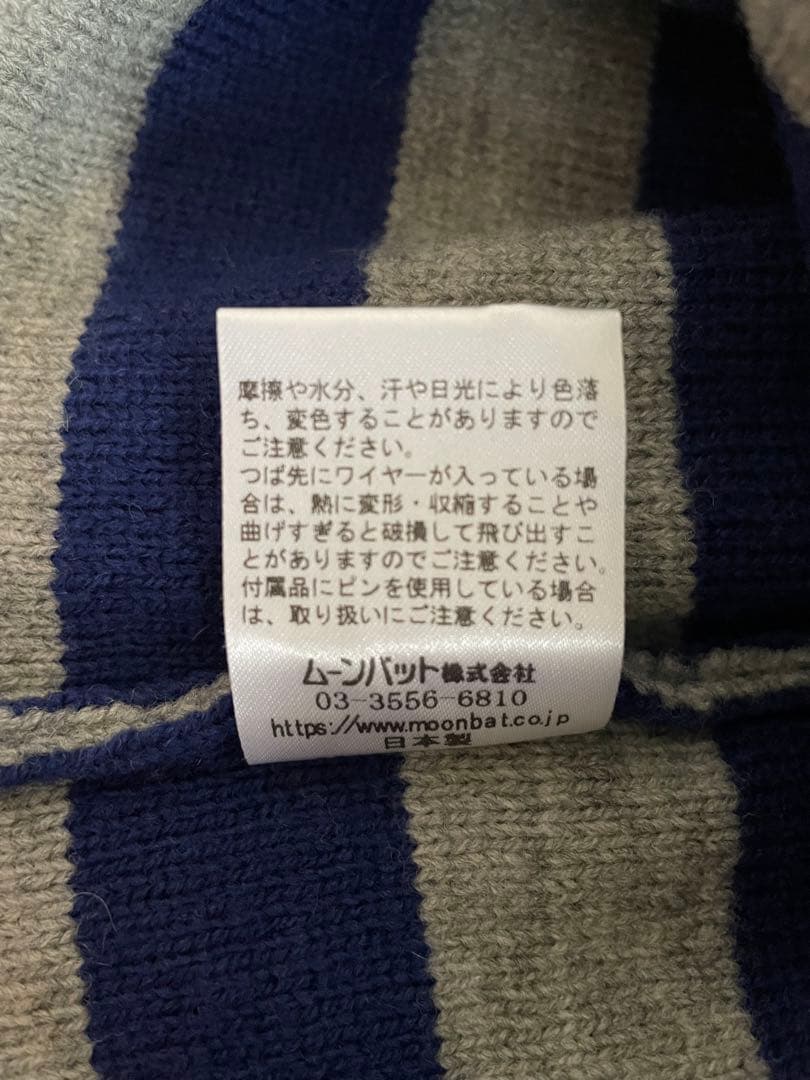 摩擦や水分、汗や日光により色落
ち、変色することがありますので
ご注意ください。
つば先にワイヤーが入っている場
合は、熱に変形・収縮することや
曲げすぎると破損して飛び出すこ
とがありますのでご注意ください。
付属品にピンを使用している場合
は、取り扱いにご注意ください。
ムーンバット株式会社
03-3556-6810
https://www.moonbat.co.jp
日本製